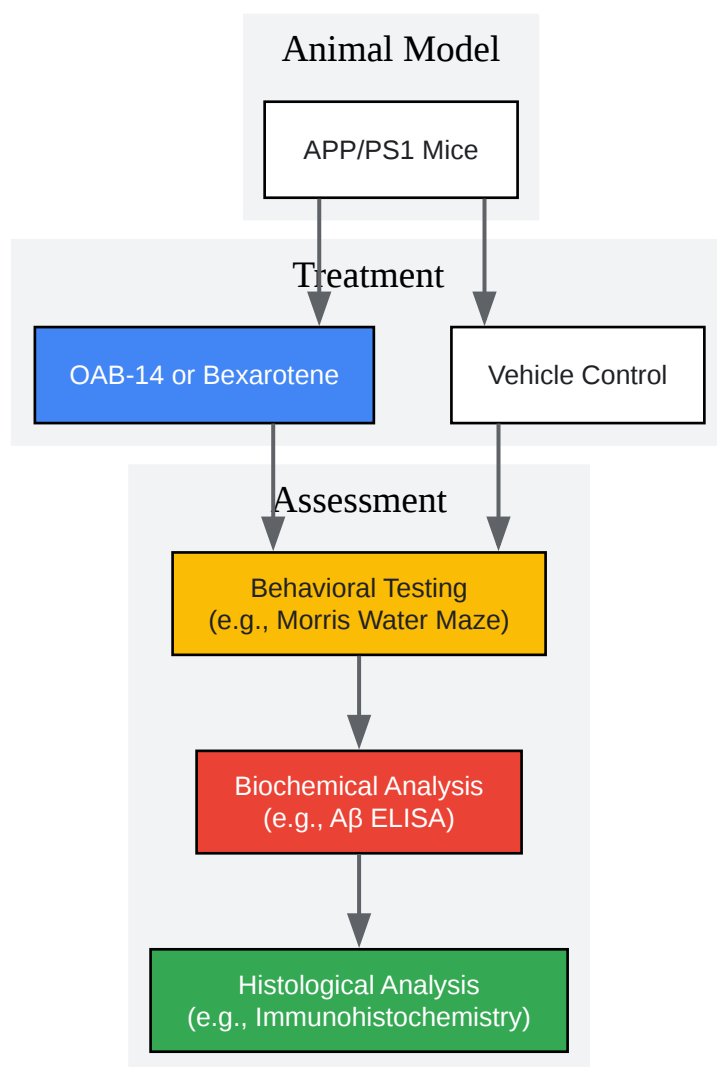 Animal Model
APP/PS1 Mice
Treatment
OAB-14 or Bexarotene
Vehicle Control
Assessment
Behavioral Testing
(e.g., Morris Water Maze)
Biochemical Analysis
(e.g., Aβ ELISA)
Histological Analysis
(e.g., Immunohistochemistry)